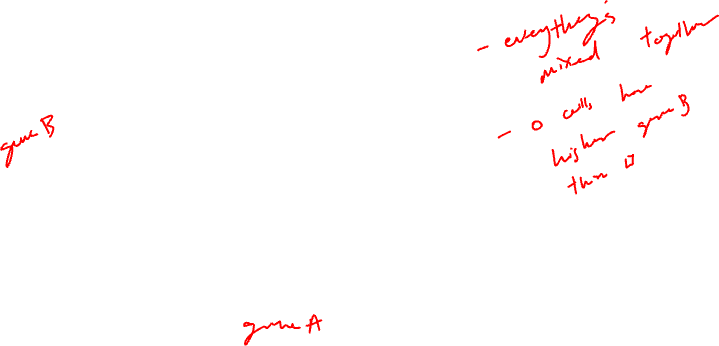 - everything's
mixed together
- O cells have
higher gene B
than □
gene B
gene A